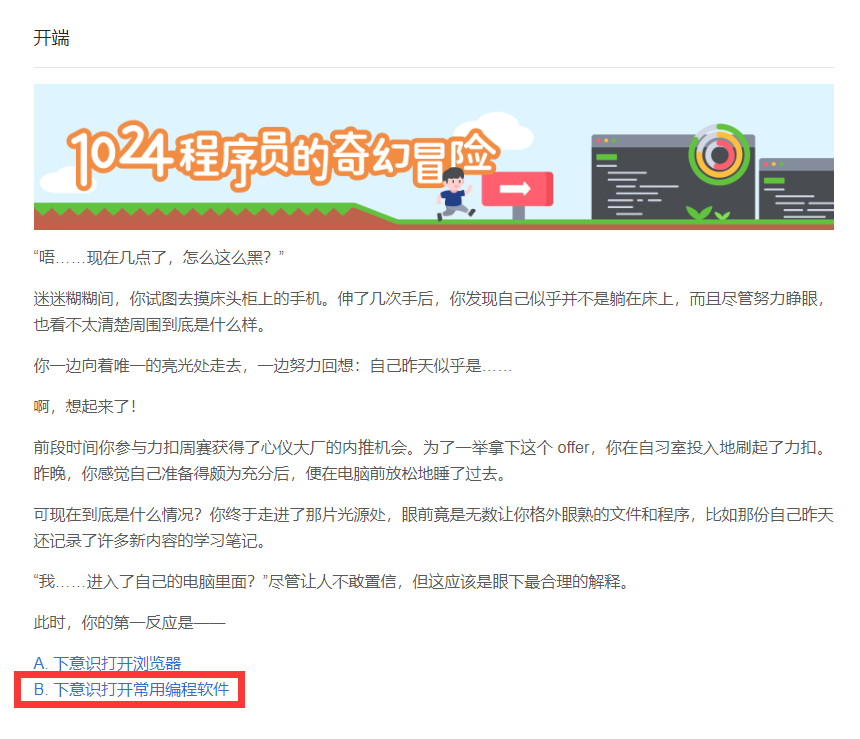 开端
1024程序员的奇幻冒险
“唔……现在几点了，怎么这么黑？”
迷迷糊糊间，你试图去摸床头柜上的手机。伸了几次手后，你发现自己似乎并不是躺在床上，而且尽管努力睁眼，
也看不太清楚周围到底是什么样。
你一边向着唯一的亮光处走去，一边努力回想：自己昨天似乎是……
啊，想起来了！
前段时间你参与力扣周赛获得了心仪大厂的内推机会。为了一举拿下这个 offer，你在自习室投入地刷起了力扣。
昨晚，你感觉自己准备得颇为充分后，便在电脑前放松地睡了过去。
可现在到底是什么情况？你终于走进了那片光源处，眼前竟是无数让你格外眼熟的文件和程序，比如那份自己昨天
还记录了许多新内容的学习笔记。
“我……进入了自己的电脑里面？”尽管让人不敢置信，但这应该是眼下最合理的解释。
此时，你的第一反应是——
A. 下意识打开浏览器
B. 下意识打开常用编程软件